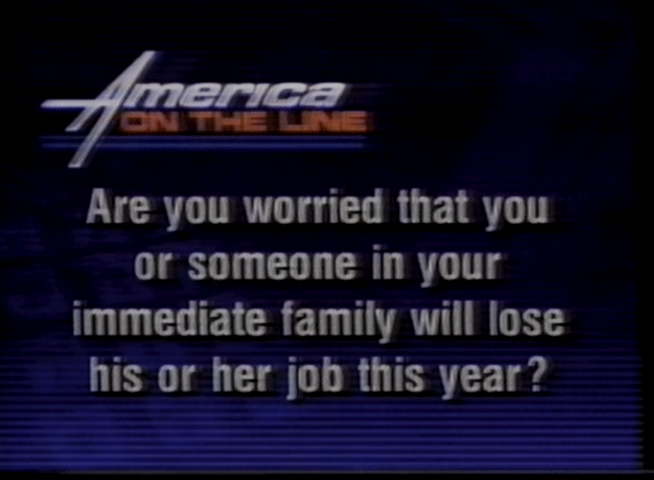 America
ON THE LINE
Are you worried that you
or someone in your
immediate family will lose
his or her job this year?